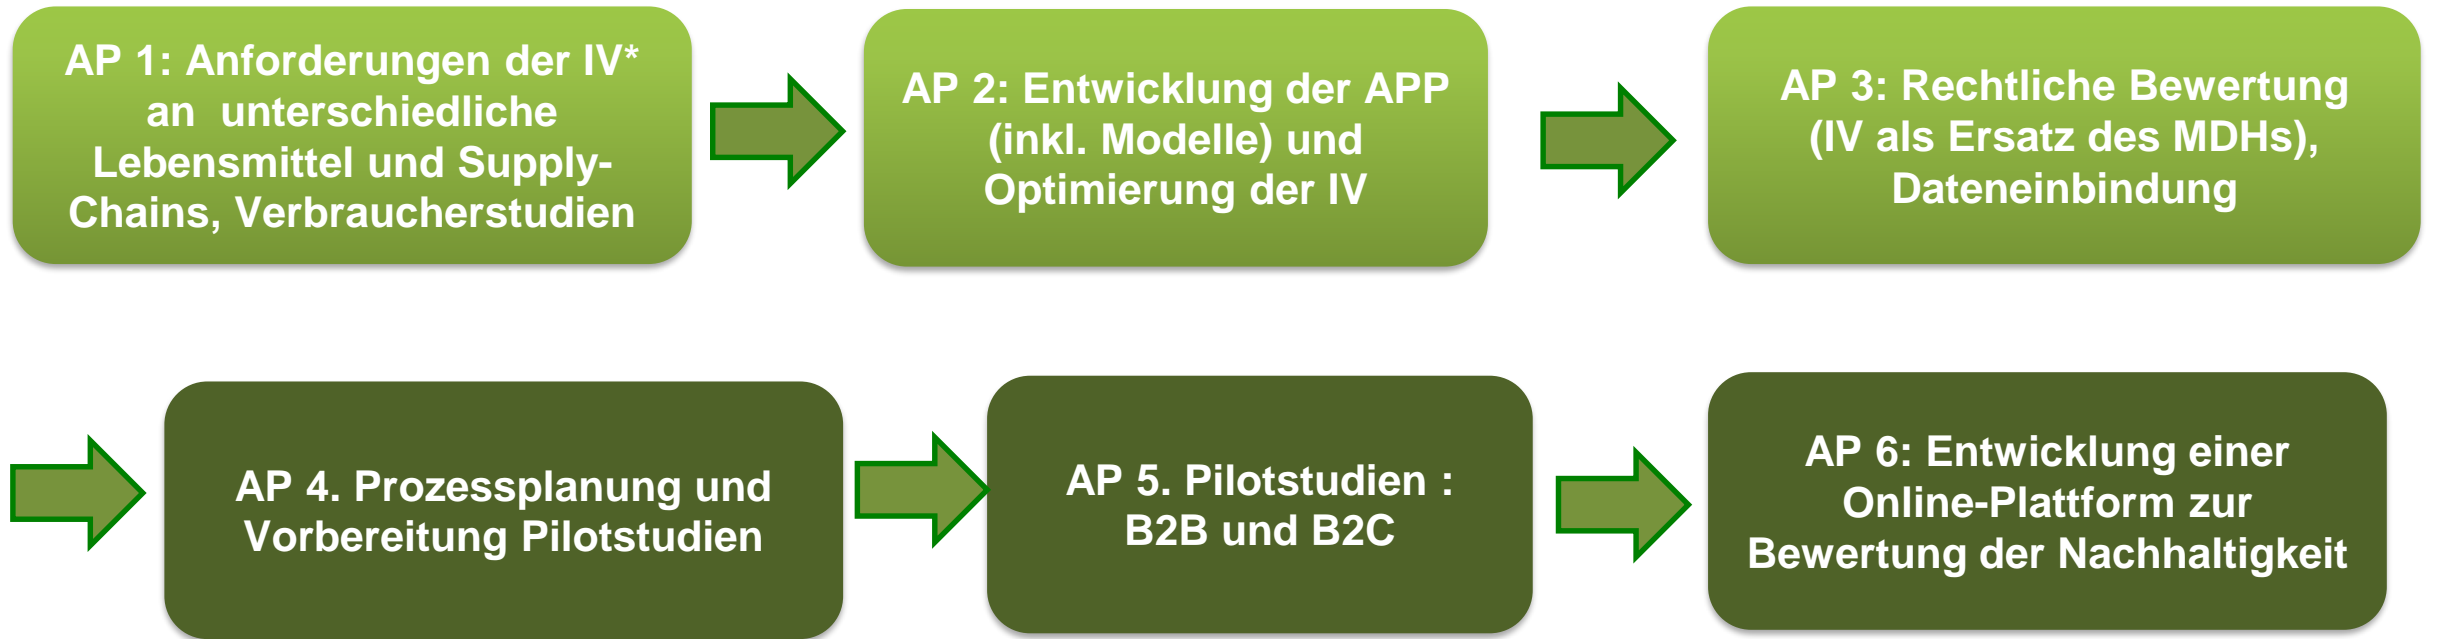 AP 1: Anforderungen der IV*
an unterschiedliche
Lebensmittel und Supply-
Chains, Verbraucherstudien
AP 2: Entwicklung der APP
(inkl. Modelle) und
Optimierung der IV
AP 3: Rechtliche Bewertung
(IV als Ersatz des MDHs),
Dateneinbindung
AP 4. Prozessplanung und
Vorbereitung Pilotstudien
AP 5. Pilotstudien :
B2B und B2C
AP 6: Entwicklung einer
Online-Plattform zur
Bewertung der Nachhaltigkeit